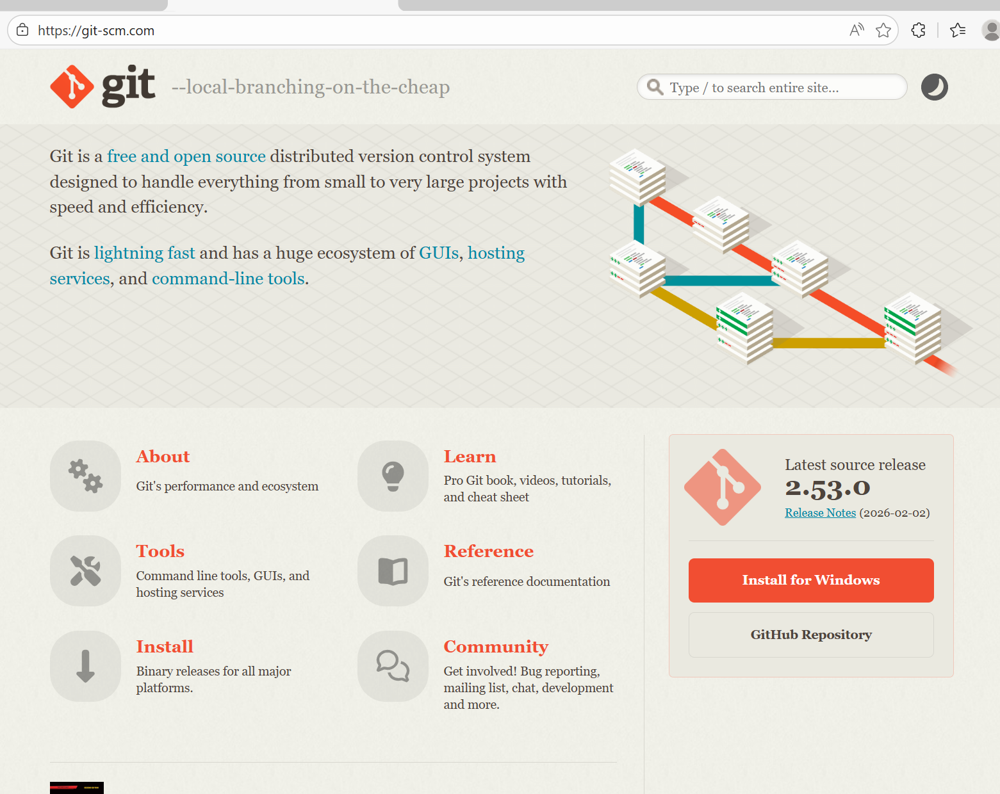 https://git-scm.com
git --local-branching-on-the-cheap
Type / to search entire site...
Git is a free and open source distributed version control system
designed to handle everything from small to very large projects with
speed and efficiency.
Git is lightning fast and has a huge ecosystem of GUIs, hosting
services, and command-line tools.
About
Git's performance and ecosystem
Learn
Pro Git book, videos, tutorials,
and cheat sheet
Tools
Command line tools, GUIs, and
hosting services
Reference
Git's reference documentation
Install
Binary releases for all major
platforms.
Community
Get involved! Bug reporting,
mailing list, chat, development
and more.
Latest source release
2.53.0
Release Notes (2026-02-02)
Install for Windows
GitHub Repository